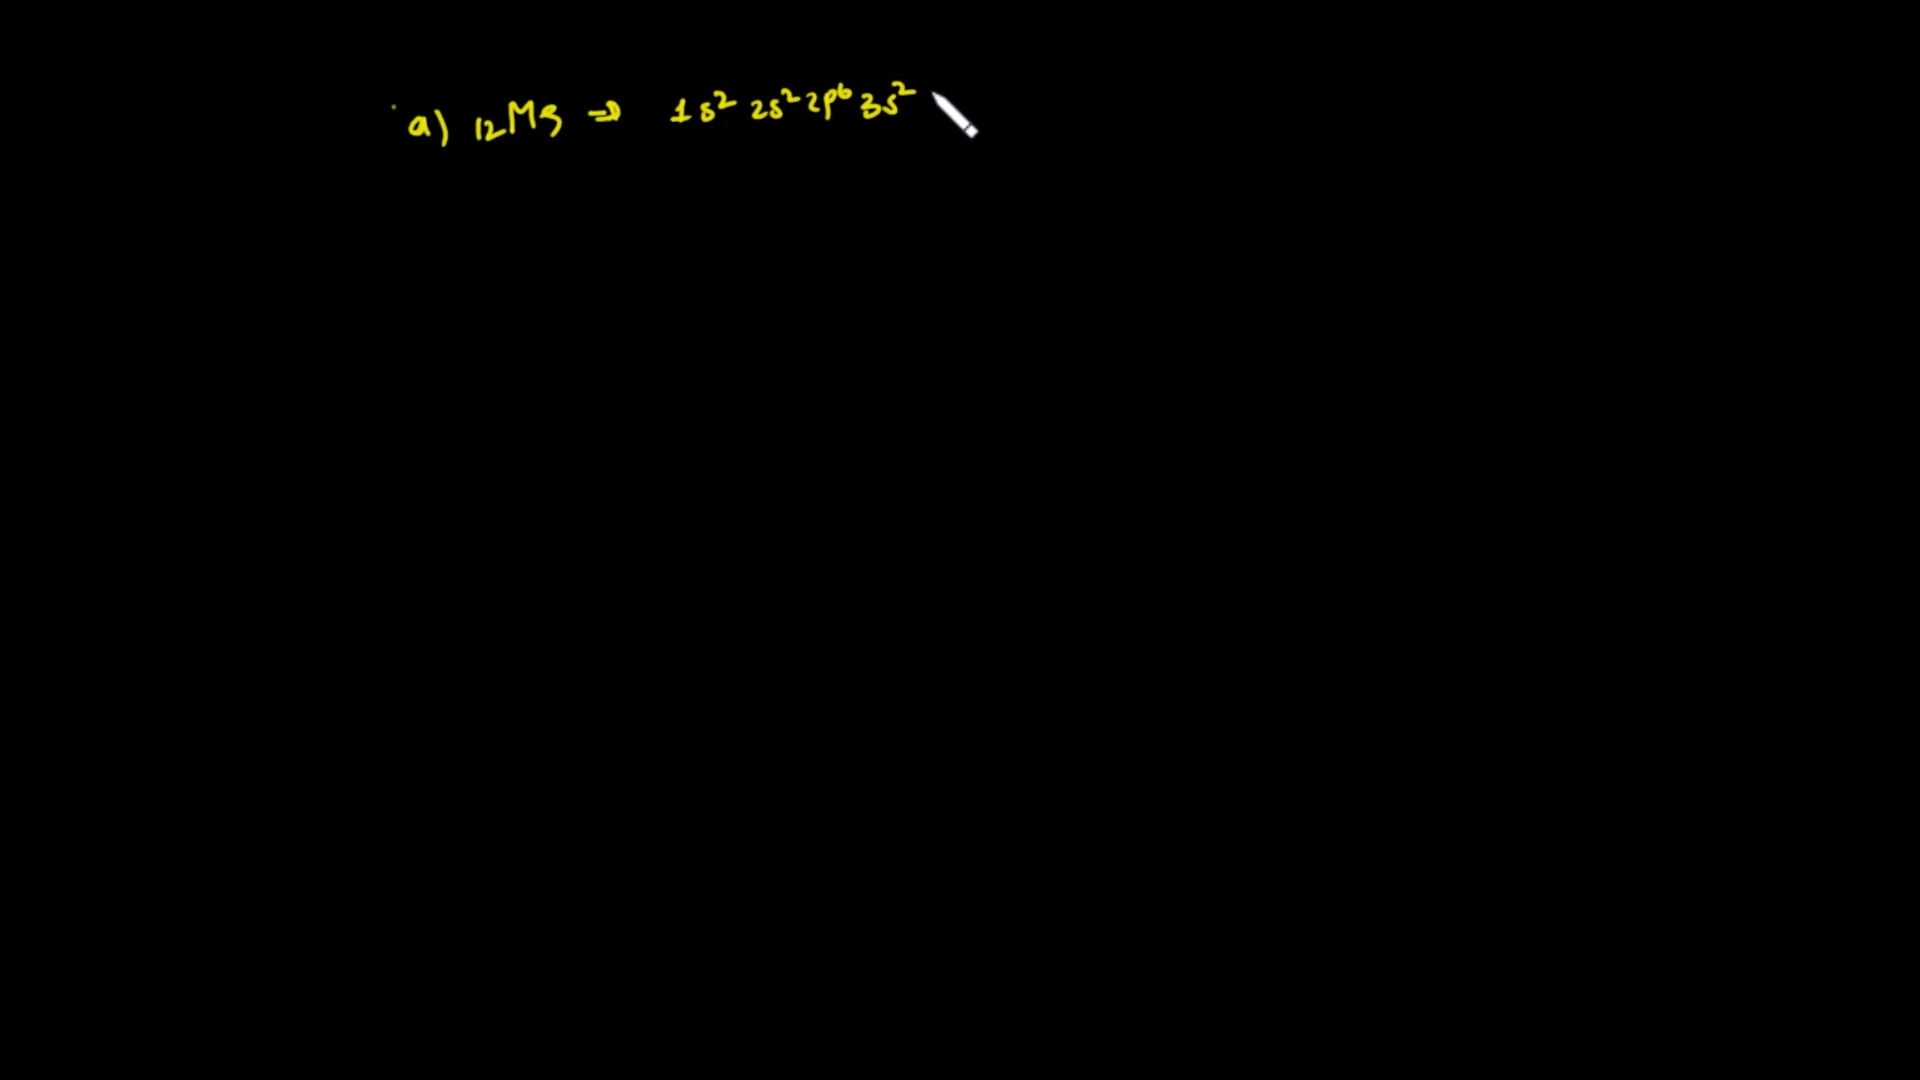 a) ₁₂Mg ⇒ 1s² 2s² 2p⁶ 3s²